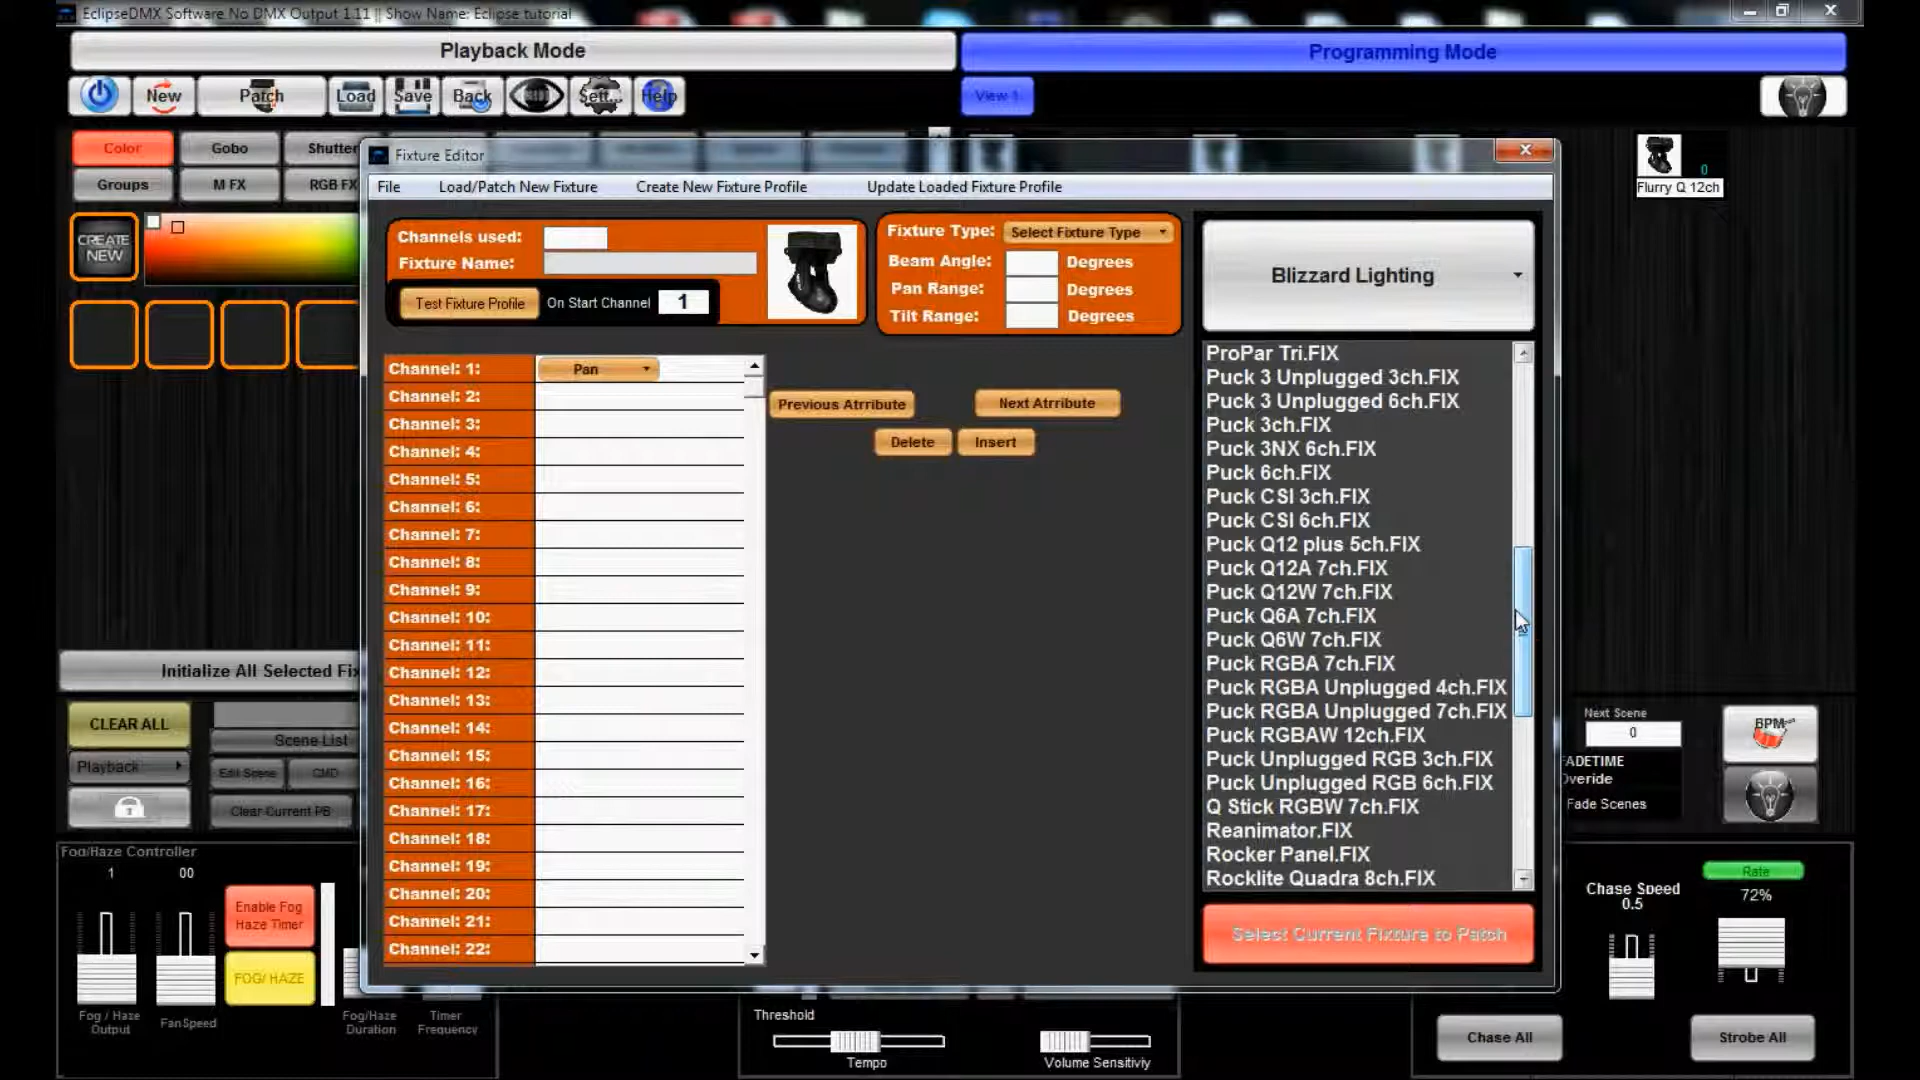 EclipseDMX Software No DMX Output 1.11 || Show Name: Eclipse tutorial
Playback Mode
Programming Mode
New
Patch
Load
Save
Back
Sett...
Help
View 1
Color
Gobo
Shutter
Groups
M FX
RGB FX
CREATE
NEW
Fixture Editor
File
Load/Patch New Fixture
Create New Fixture Profile
Update Loaded Fixture Profile
Channels used:
Fixture Name:
Test Fixture Profile
On Start Channel
1
Fixture Type:
Select Fixture Type
Beam Angle:
Degrees
Pan Range:
Degrees
Tilt Range:
Degrees
Channel: 1:
Pan
Channel: 2:
Channel: 3:
Channel: 4:
Channel: 5:
Channel: 6:
Channel: 7:
Channel: 8:
Channel: 9:
Channel: 10:
Channel: 11:
Channel: 12:
Channel: 13:
Channel: 14:
Channel: 15:
Channel: 16:
Channel: 17:
Channel: 18:
Channel: 19:
Channel: 20:
Channel: 21:
Channel: 22:
Previous Atrribute
Next Atrribute
Delete
Insert
Blizzard Lighting
ProPar Tri.FIX
Puck 3 Unplugged 3ch.FIX
Puck 3 Unplugged 6ch.FIX
Puck 3ch.FIX
Puck 3NX 6ch.FIX
Puck 6ch.FIX
Puck CSI 3ch.FIX
Puck CSI 6ch.FIX
Puck Q12 plus 5ch.FIX
Puck Q12A 7ch.FIX
Puck Q12W 7ch.FIX
Puck Q6A 7ch.FIX
Puck Q6W 7ch.FIX
Puck RGBA 7ch.FIX
Puck RGBA Unplugged 4ch.FIX
Puck RGBA Unplugged 7ch.FIX
Puck RGBAW 12ch.FIX
Puck Unplugged RGB 3ch.FIX
Puck Unplugged RGB 6ch.FIX
Q Stick RGBW 7ch.FIX
Reanimator.FIX
Rocker Panel.FIX
Rocklite Quadra 8ch.FIX
Select Current Fixture to Patch
0
Flurry Q 12ch
Initialize All Selected Fix
CLEAR ALL
Scene List
Playback
Edit Scene
CMD
Clear Current PB
Fog/Haze Controller
1
00
Enable Fog
Haze Timer
FOG/ HAZE
Fog / Haze
Output
FanSpeed
Fog/Haze
Duration
Timer
Frequency
Threshold
Tempo
Volume Sensitiviy
Next Scene
0
ADETIME
Overide
Fade Scenes
BPM
Chase Speed
0.5
Rate
72%
Chase All
Strobe All